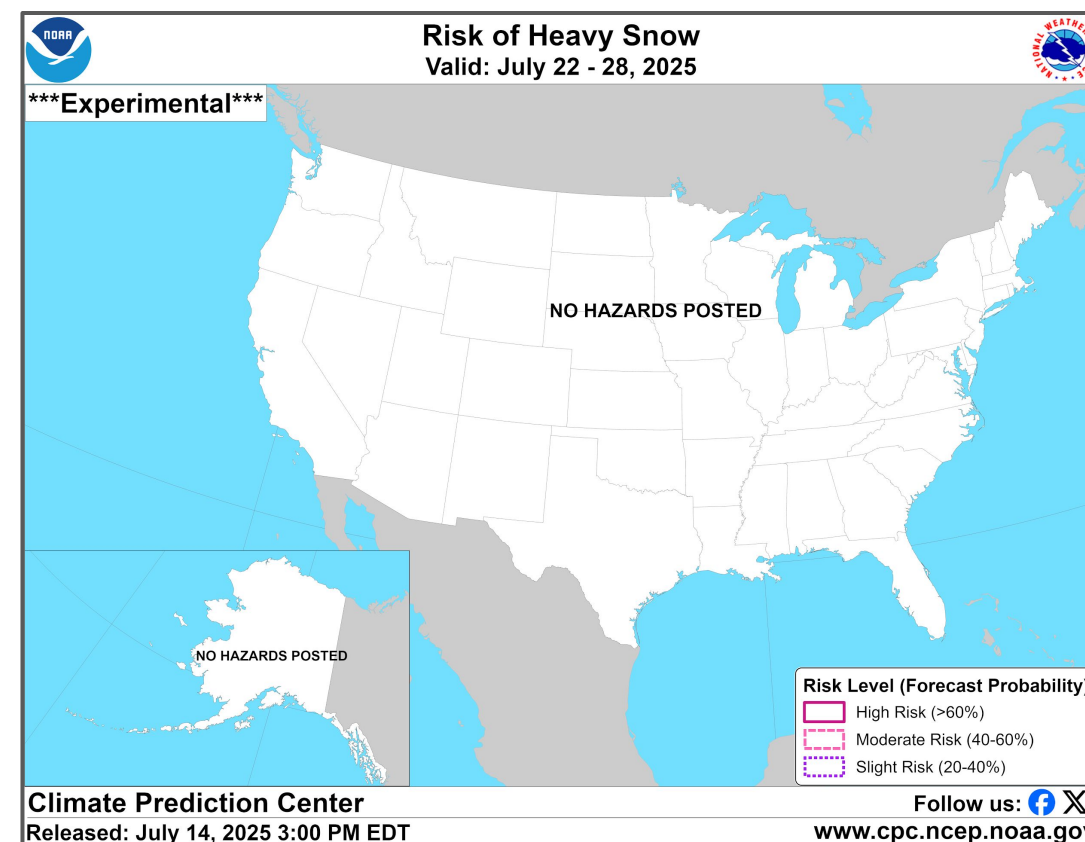 NOAA
Risk of Heavy Snow
Valid: July 22 - 28, 2025
***Experimental***
NO HAZARDS POSTED
NO HAZARDS POSTED
Risk Level (Forecast Probability)
High Risk (>60%)
Moderate Risk (40-60%)
Slight Risk (20-40%)
Climate Prediction Center
Follow us:
Released: July 14, 2025 3:00 PM EDT
www.cpc.ncep.noaa.gov